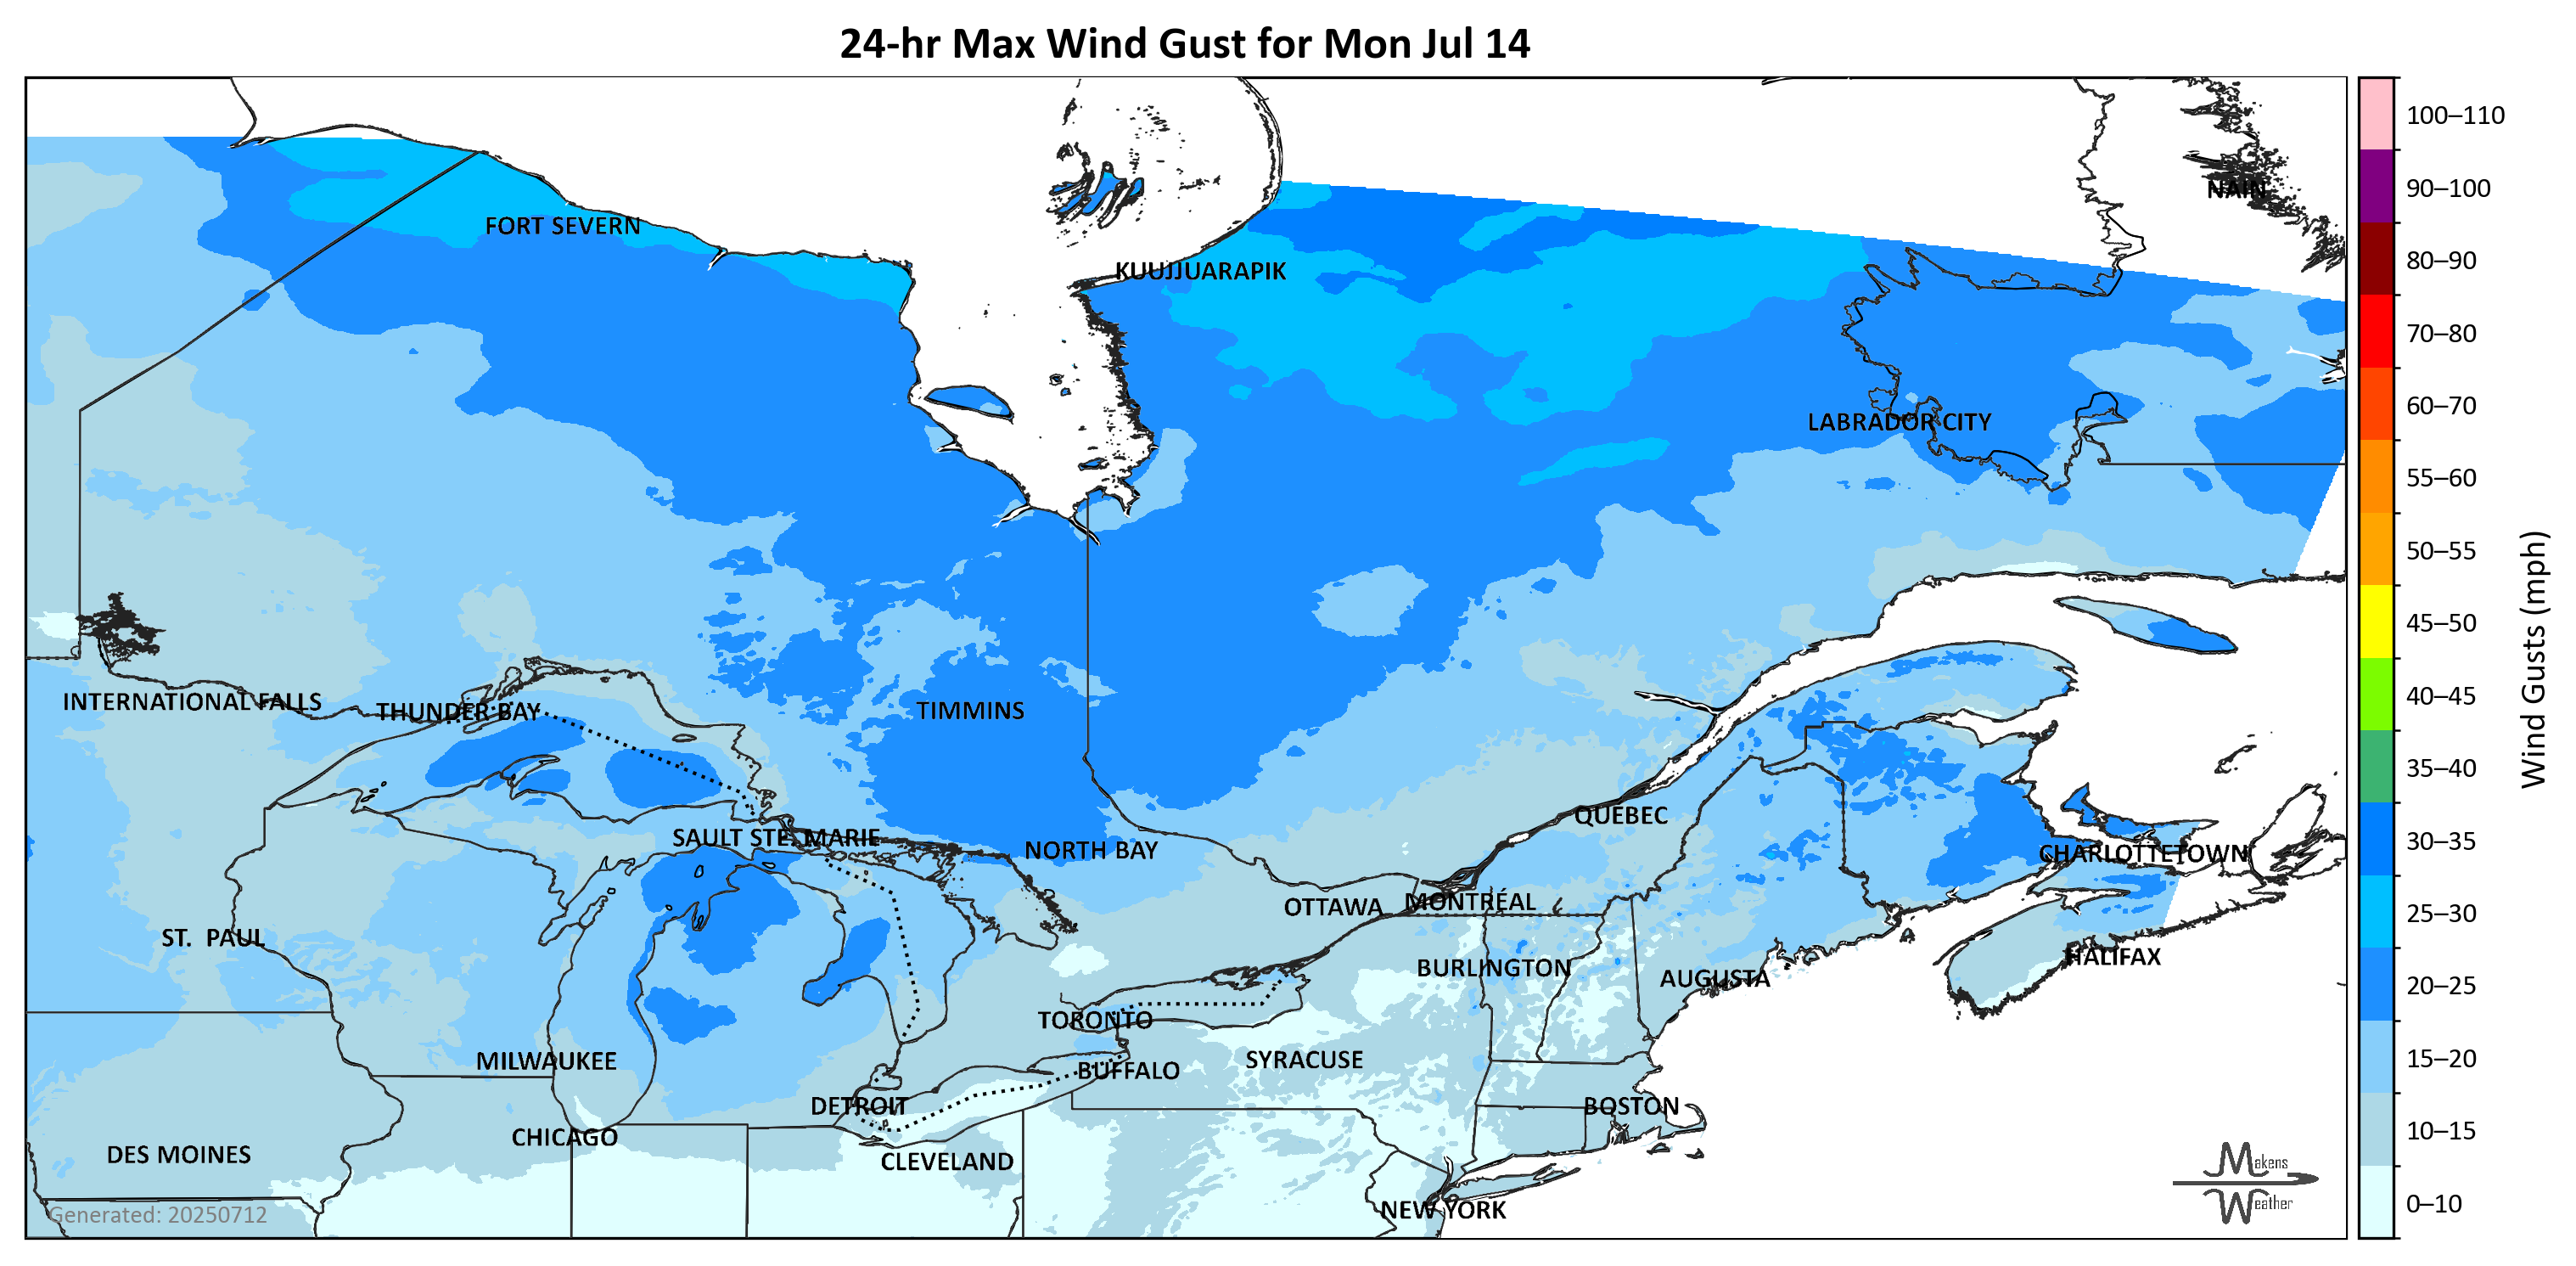 24-hr Max Wind Gust for Mon Jul 14
100–110
90–100
NAIN
FORT SEVERN
80–90
KUUJJUARAPIK
70–80
60–70
LABRADOR CITY
55–60
50–55
45–50
INTERNATIONAL FALLS
THUNDER BAY
TIMMINS
40–45
Wind Gusts (mph)
35–40
QUÉBEC
SAULT STE. MARIE
NORTH BAY
CHARLOTTETOWN
30–35
OTTAWA
MONTRÉAL
25–30
ST. PAUL
BURLINGTON
AUGUSTA
HALIFAX
20–25
TORONTO
MILWAUKEE
BUFFALO
SYRACUSE
15–20
DETROIT
BOSTON
CHICAGO
10–15
DES MOINES
CLEVELAND
Makens
Weather
NEW YORK
0–10
Generated: 20250712